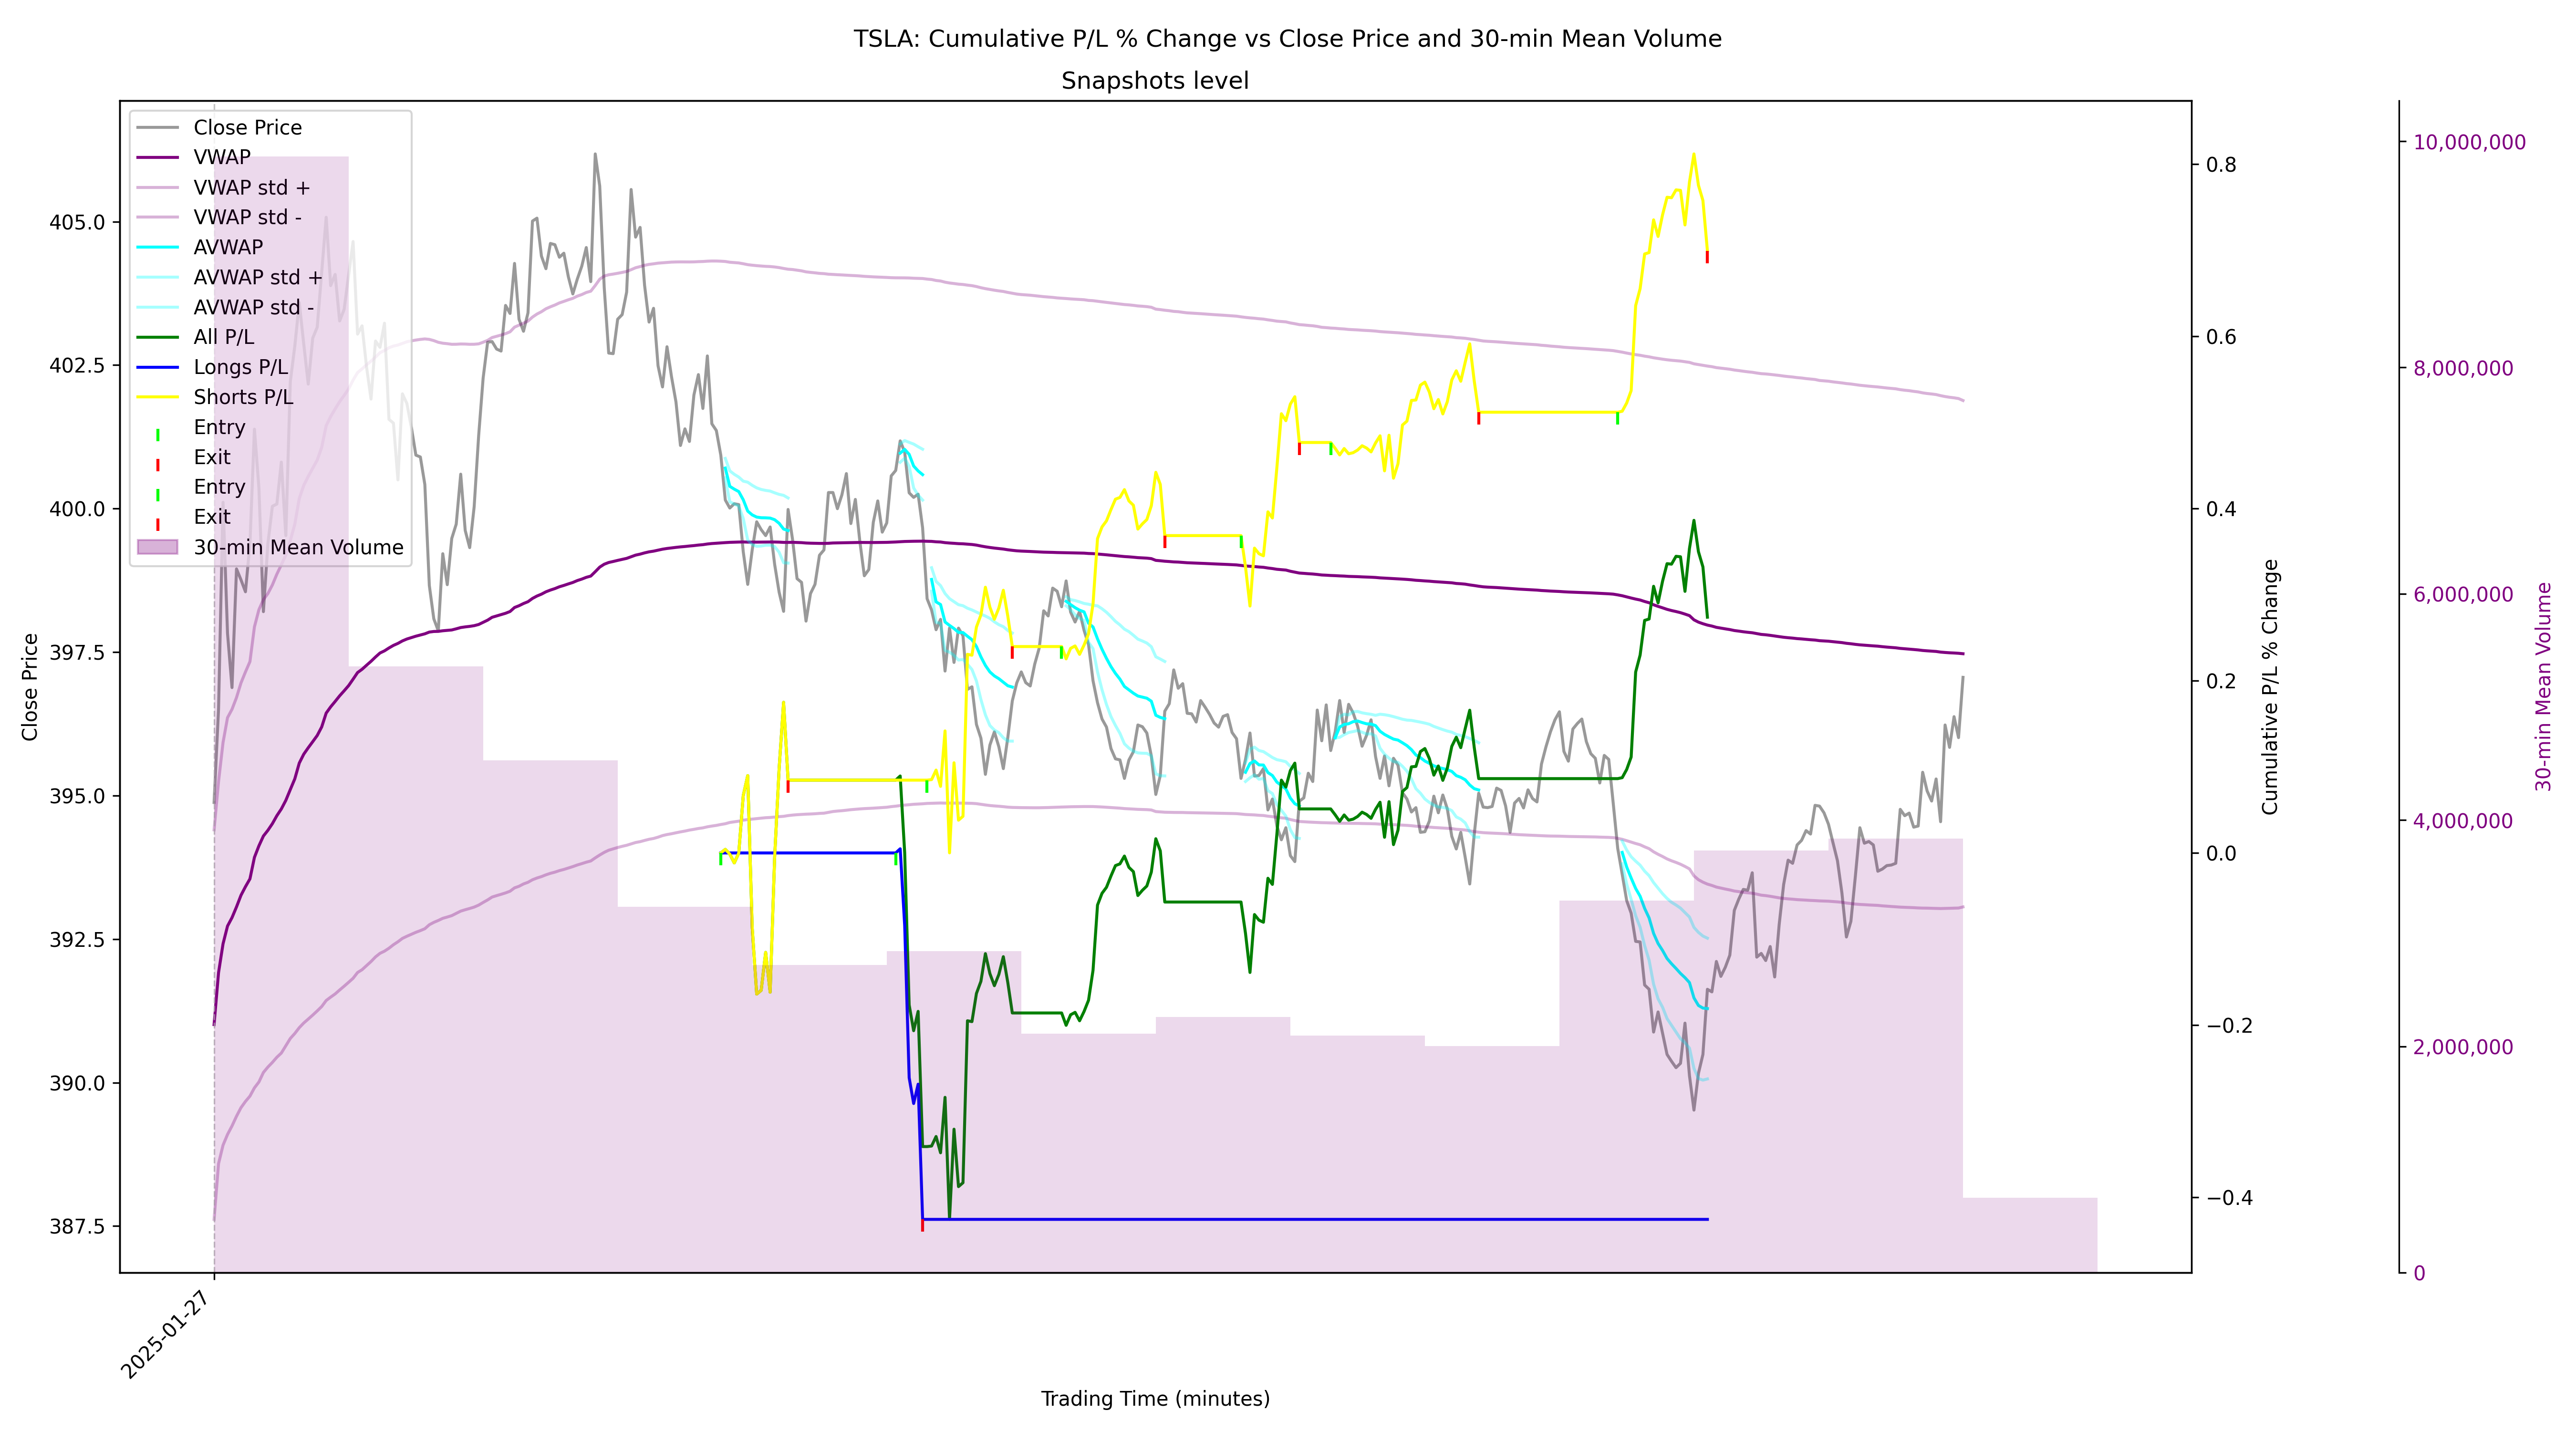 TSLA: Cumulative P/L % Change vs Close Price and 30-min Mean Volume
Snapshots level
Close Price
VWAP
VWAP std +
VWAP std -
AVWAP
AVWAP std +
AVWAP std -
All P/L
Longs P/L
Shorts P/L
Entry
Exit
Entry
Exit
30-min Mean Volume
405.0
402.5
400.0
397.5
395.0
392.5
390.0
387.5
Close Price
0.8
0.6
0.4
0.2
0.0
−0.2
−0.4
Cumulative P/L % Change
10,000,000
8,000,000
6,000,000
4,000,000
2,000,000
0
30-min Mean Volume
2025-01-27
Trading Time (minutes)